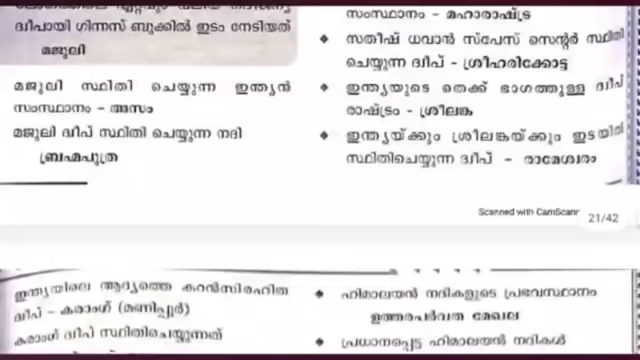 ദ്വീപായി ഗിന്നസ് ബുക്കിൽ ഇടം നേടിയത്
മജുലി
മജുലി സ്ഥിതി ചെയ്യുന്ന ഇന്ത്യൻ
സംസ്ഥാനം - അസം
മജുലി ദ്വീപ് സ്ഥിതി ചെയ്യുന്ന നദി
ബ്രഹ്മപുത്ര
സംസ്ഥാനം - മഹാരാഷ്ട്ര
സതീഷ് ധവാൻ സ്പേസ് സെന്റർ സ്ഥിതി
ചെയ്യുന്ന ദ്വീപ് - ശ്രീഹരിക്കോട്ട
ഇന്ത്യയുടെ തെക്ക് ഭാഗത്തുള്ള ദ്വീപ്
രാഷ്ട്രം - ശ്രീലങ്ക
ഇന്ത്യയ്ക്കും ശ്രീലങ്കയ്ക്കും ഇടയിൽ
സ്ഥിതിചെയ്യുന്ന ദ്വീപ് - രാമേശ്വരം
Scanned with CamScanr
21/42
ഇന്ത്യയിലെ ആദ്യത്തെ കാർബൺരഹിത
ദ്വീപ് - കരാംഗ് (മണിപ്പൂർ)
കരാംഗ് ദ്വീപ് സ്ഥിതിചെയ്യുന്നത്
ഹിമാലയൻ നദികളുടെ പ്രഭവസ്ഥാനം
ഉത്തരപർവത മേഖല
പ്രധാനപ്പെട്ട ഹിമാലയൻ നദികൾ